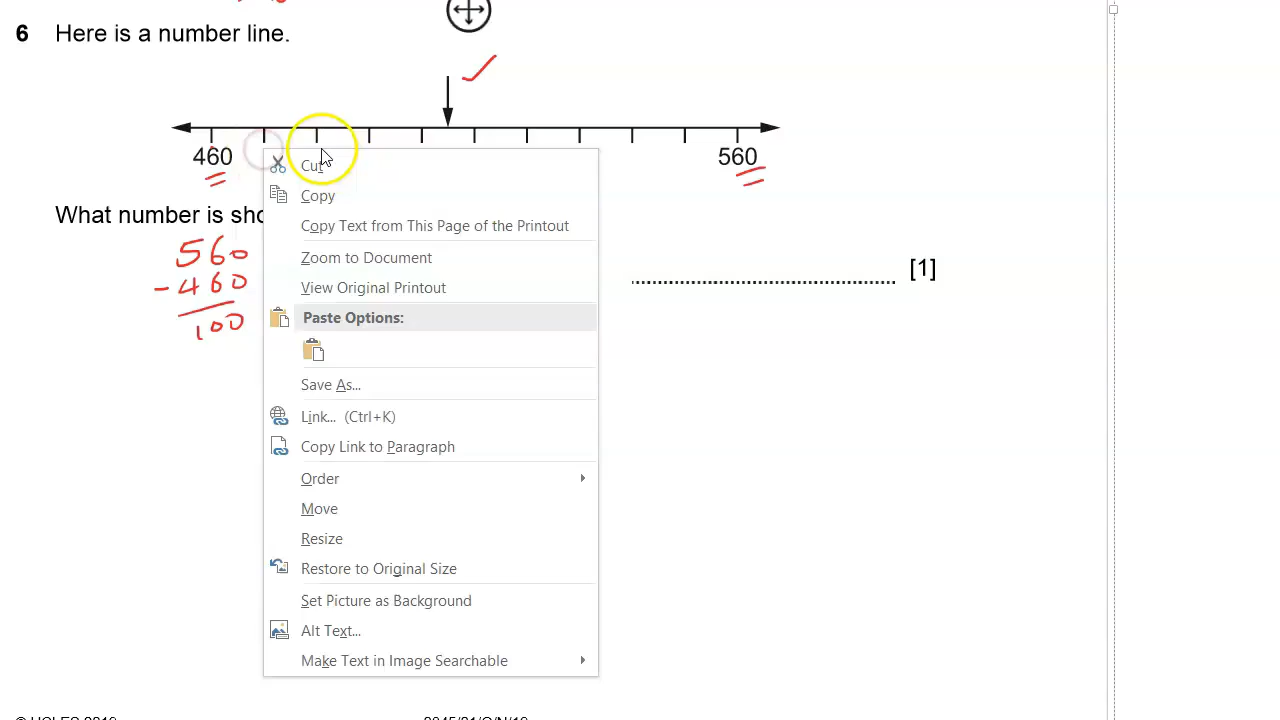 6 Here is a number line.
460
560
What number is sho
560
- 460
100
[1]
Cut
Copy
Copy Text from This Page of the Printout
Zoom to Document
View Original Printout
Paste Options:
Save As...
Link... (Ctrl+K)
Copy Link to Paragraph
Order
Move
Resize
Restore to Original Size
Set Picture as Background
Alt Text...
Make Text in Image Searchable